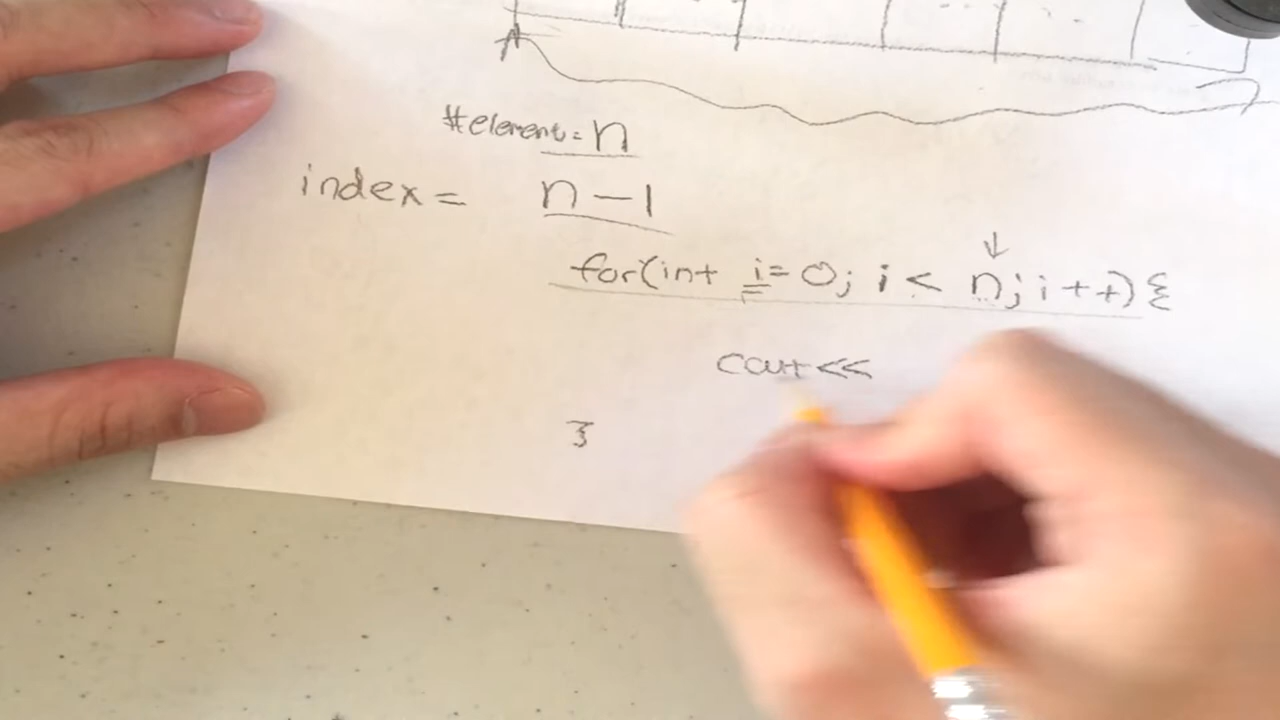 #element=n
index= n-1
for(int i=0; i< n; i++){
cout<<
}